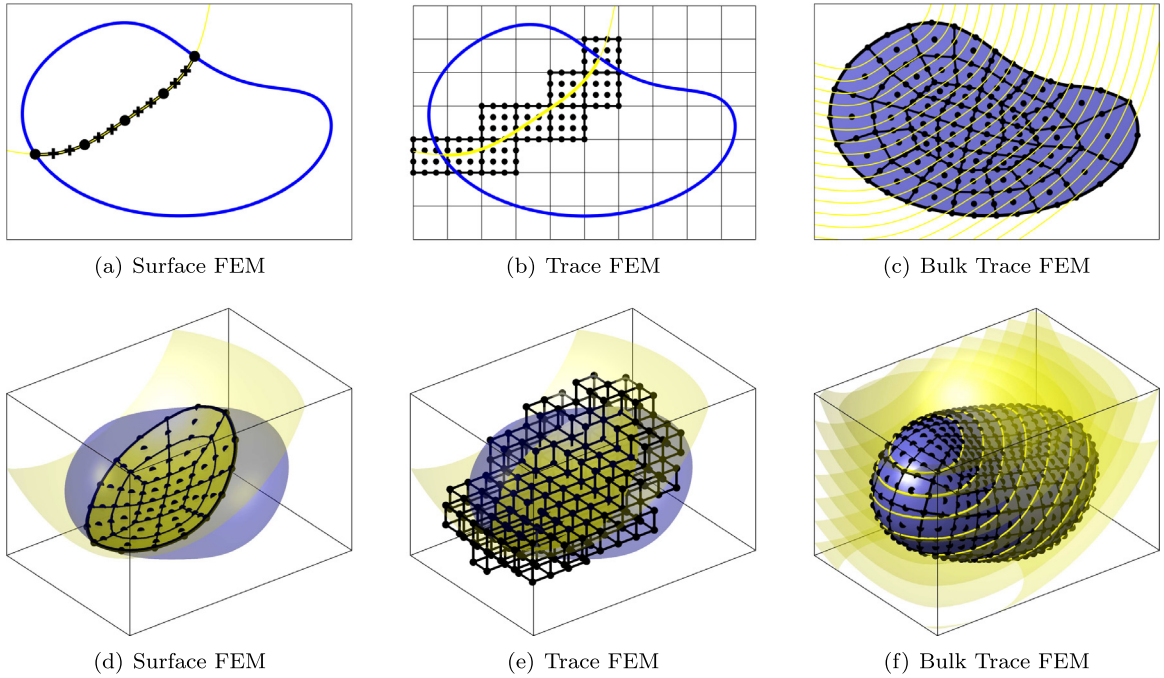 (a) Surface FEM
(b) Trace FEM
(c) Bulk Trace FEM
(d) Surface FEM
(e) Trace FEM
(f) Bulk Trace FEM